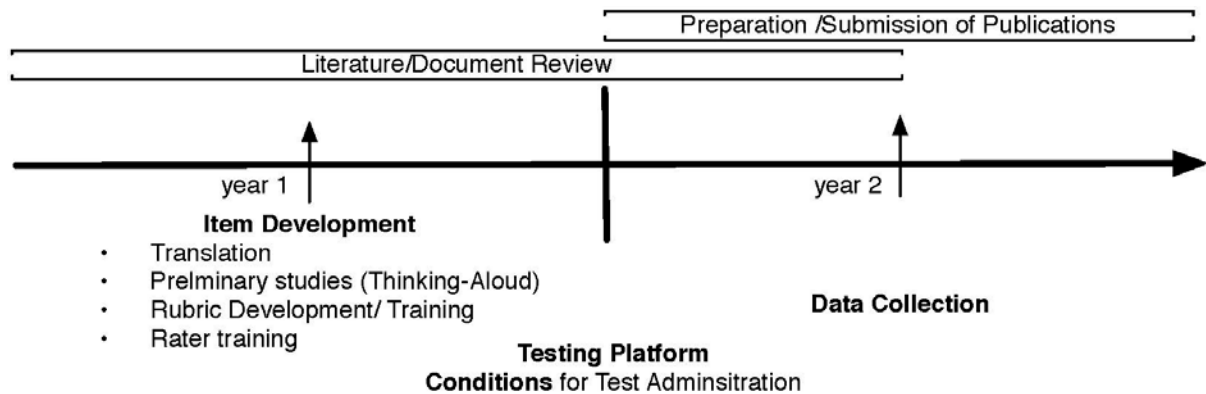 Preparation /Submission of Publications
Literature/Document Review
year 1
year 2
Item Development
• Translation
• Prelminary studies (Thinking-Aloud)
• Rubric Development/ Training
• Rater training
Data Collection
Testing Platform
Conditions for Test Adminsitration